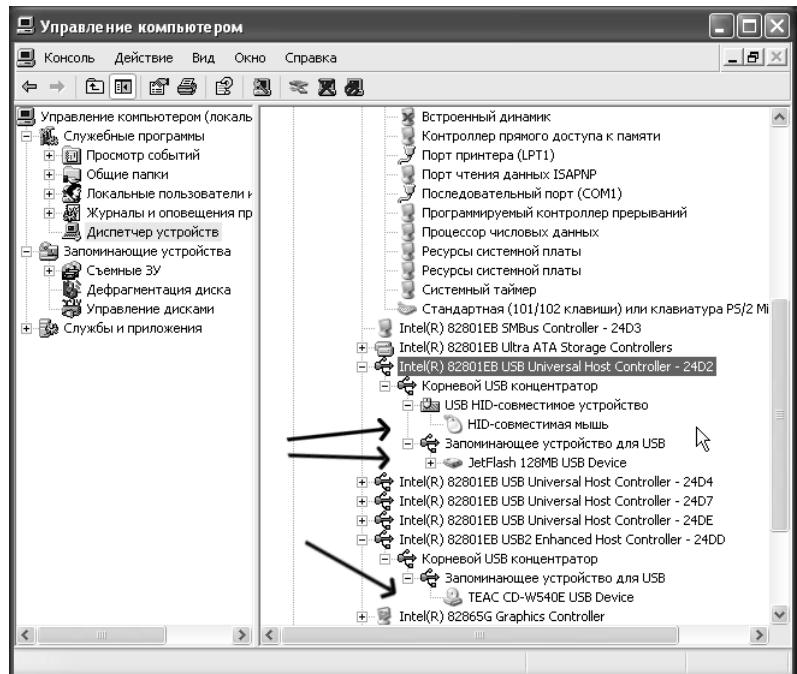 Управление компьютером
Консоль Действие Вид Окно Справка
Управление компьютером (локаль
Служебные программы
Просмотр событий
Общие папки
Локальные пользователи и
Журналы и оповещения пр
Диспетчер устройств
Запоминающие устройства
Съемные ЗУ
Дефрагментация диска
Управление дисками
Службы и приложения
Встроенный динамик
Контроллер прямого доступа к памяти
Порт принтера (LPT1)
Порт чтения данных ISAPNP
Последовательный порт (COM1)
Программируемый контроллер прерываний
Процессор числовых данных
Ресурсы системной платы
Ресурсы системной платы
Системный таймер
Стандартная (101/102 клавиши) или клавиатура PS/2 Mi
Intel(R) 82801EB SMBus Controller - 24D3
Intel(R) 82801EB Ultra ATA Storage Controllers
Intel(R) 82801EB USB Universal Host Controller - 24D2
Корневой USB концентратор
USB HID-совместимое устройство
HID-совместимая мышь
Запоминающее устройство для USB
JetFlash 128MB USB Device
Intel(R) 82801EB USB Universal Host Controller - 24D4
Intel(R) 82801EB USB Universal Host Controller - 24D7
Intel(R) 82801EB USB Universal Host Controller - 24DE
Intel(R) 82801EB USB2 Enhanced Host Controller - 24DD
Корневой USB концентратор
Запоминающее устройство для USB
TEAC CD-W540E USB Device
Intel(R) 82865G Graphics Controller